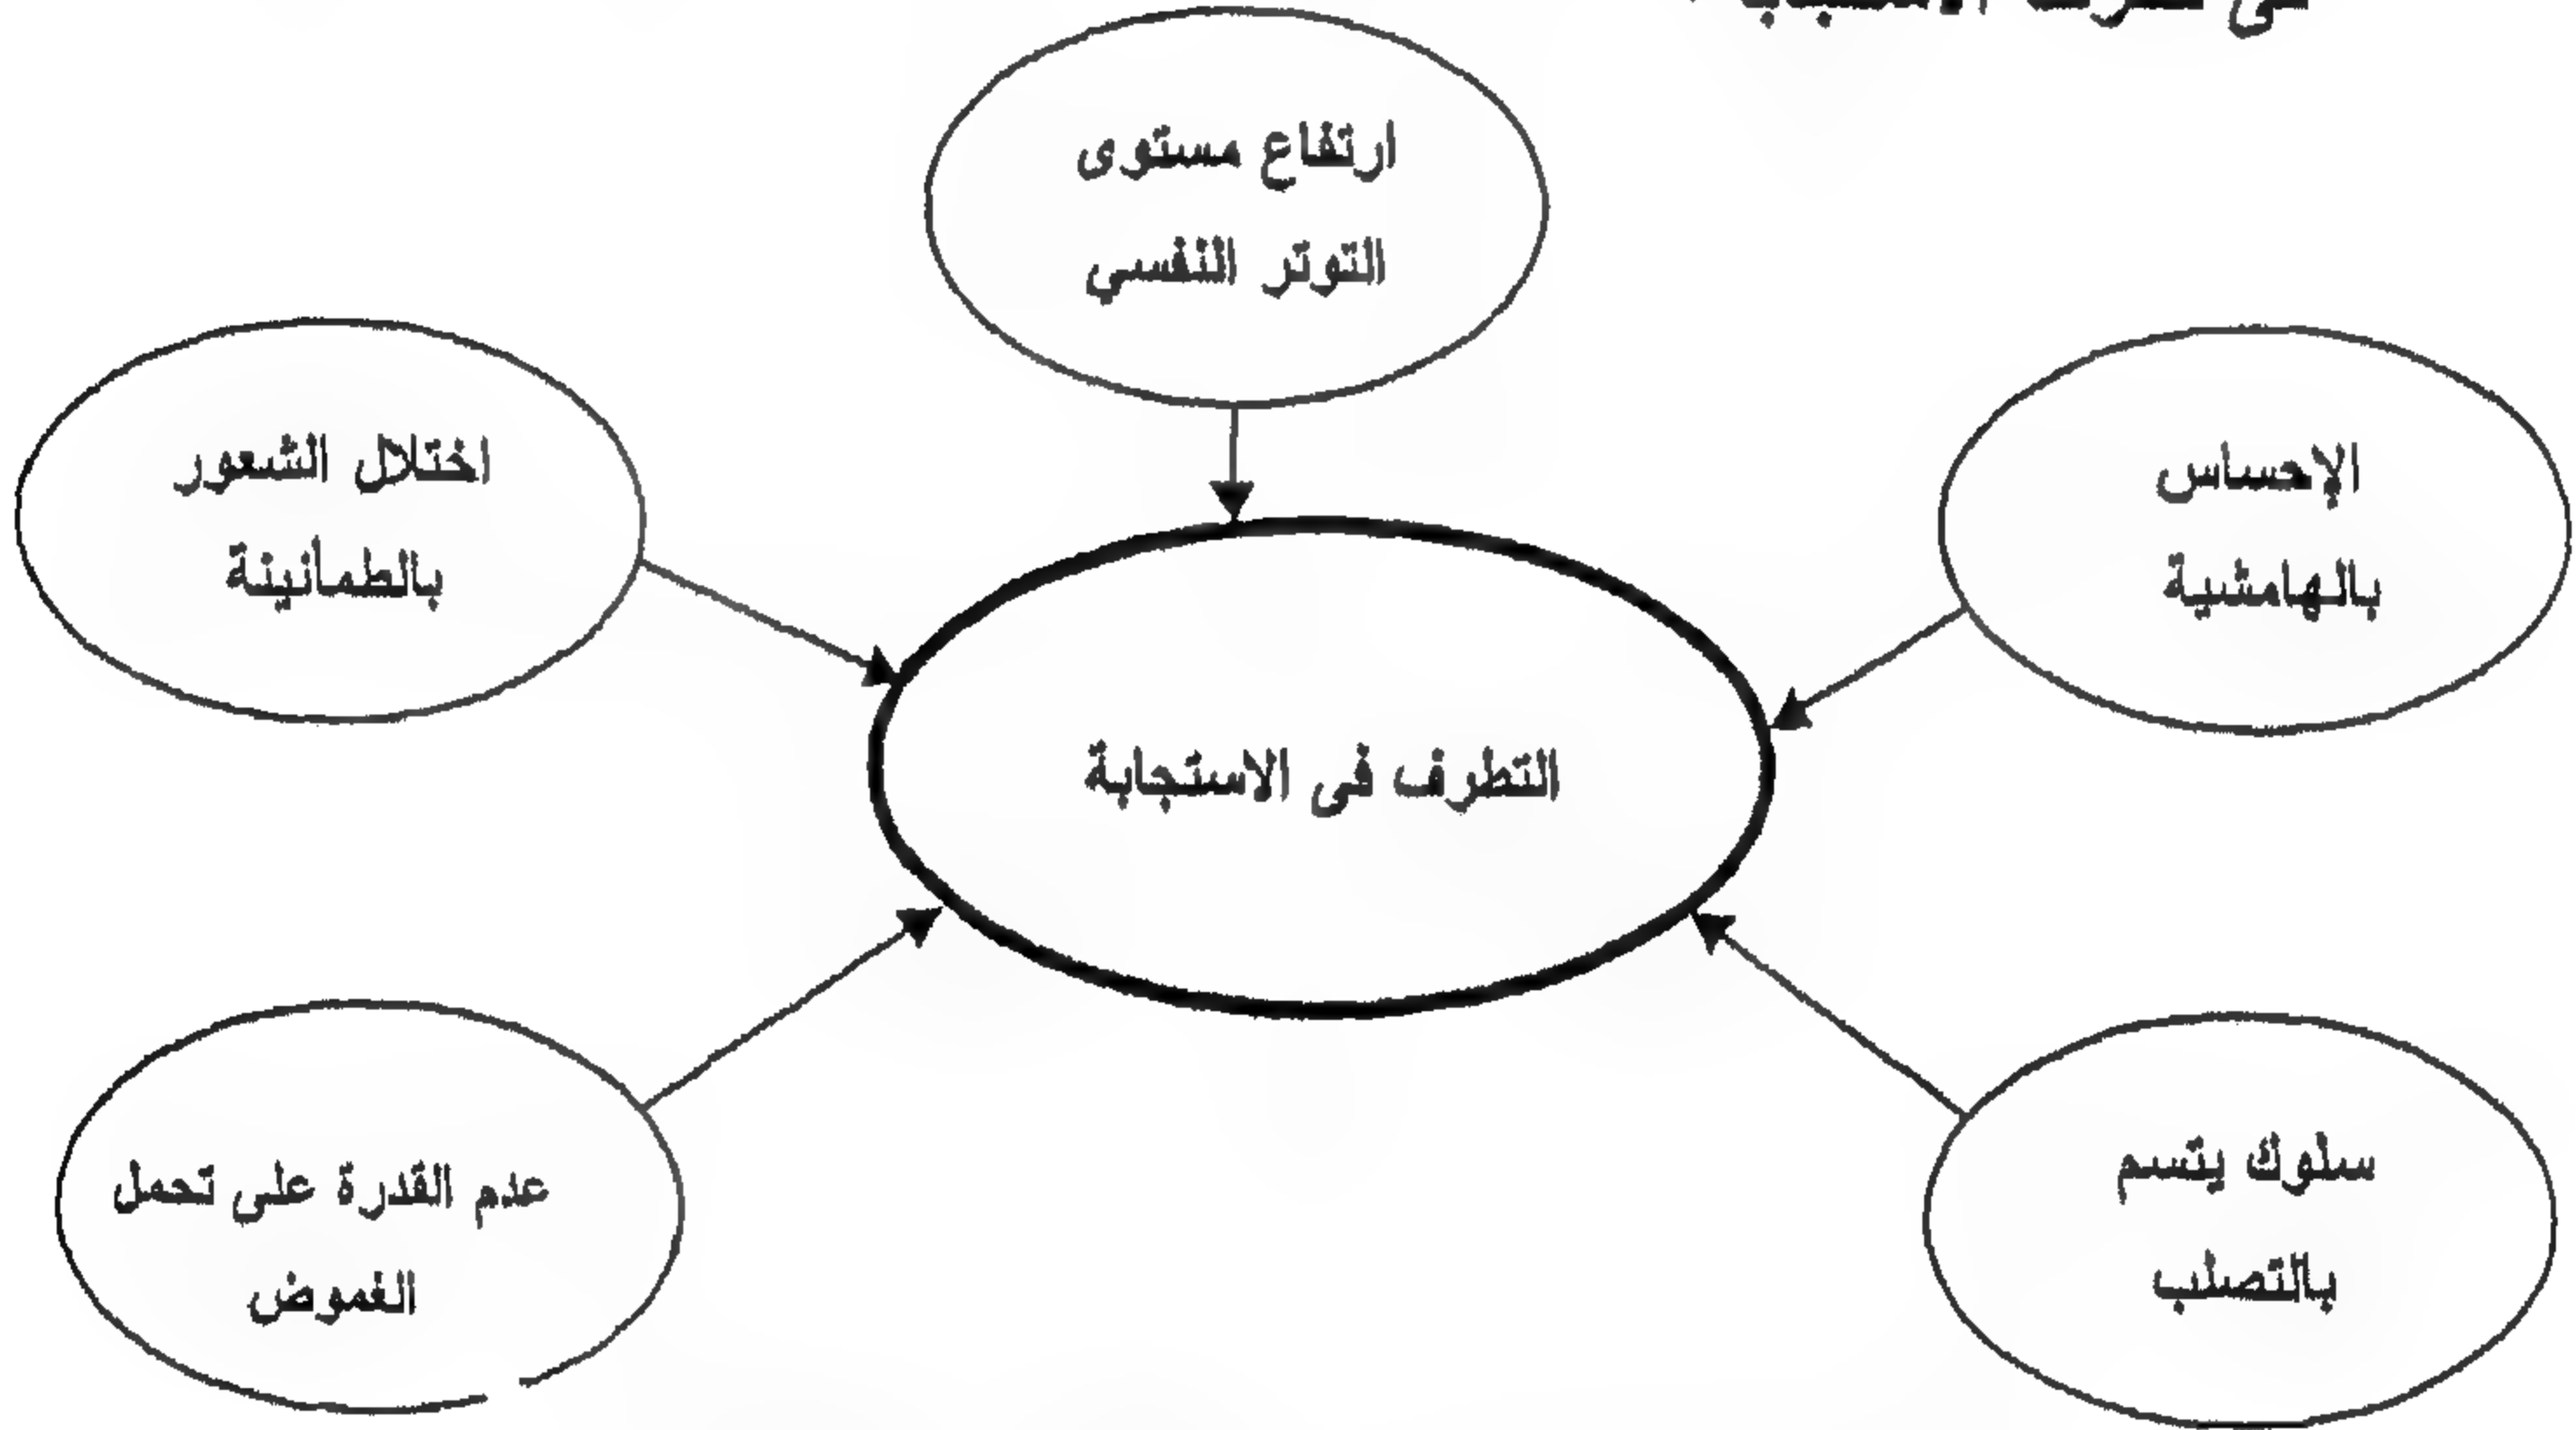 ارتفاع مستوى
التوتر النفسي
الإحساس
بالهامشية
اختلال الشعور
بالطمأنينة
التطرف فى الاستجابة
سلوك يتسم
بالتصلب
عدم القدرة على تحمل
الغموض